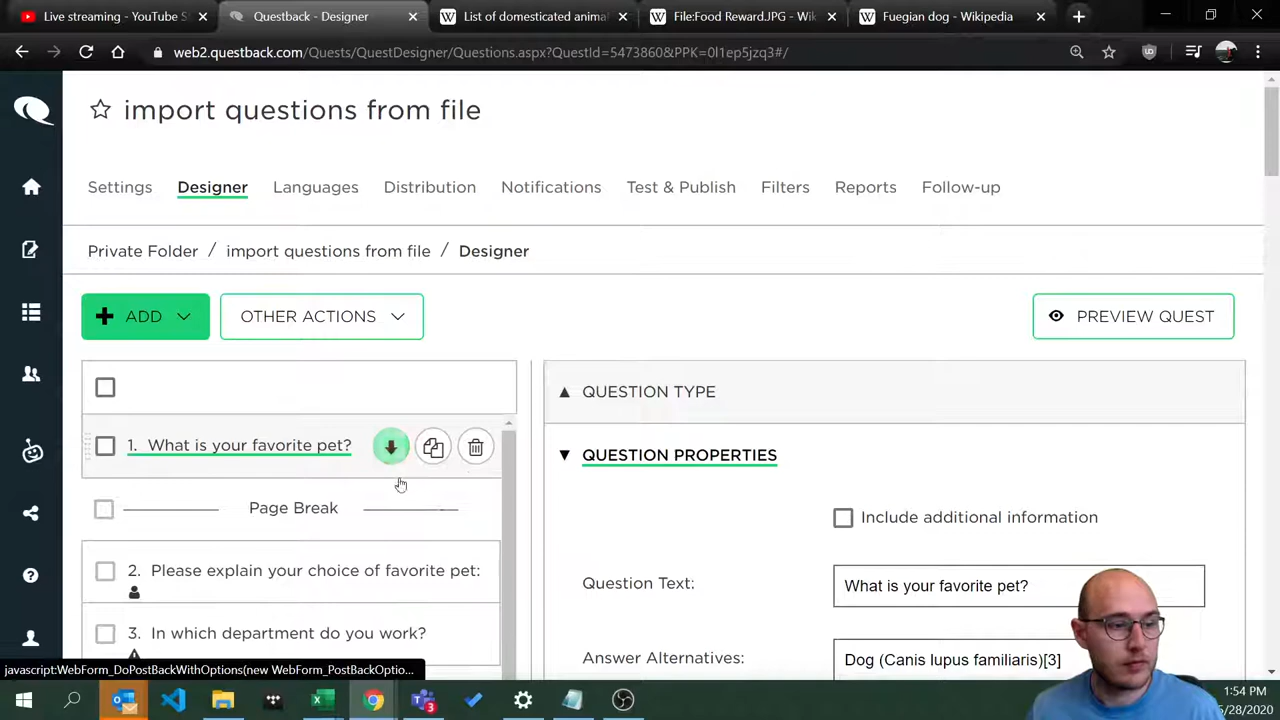 Live streaming - YouTube S
Questback - Designer
List of domesticated anima
File:Food Reward.JPG - Wik
Fuegian dog - Wikipedia
web2.questback.com/Quests/QuestDesigner/Questions.aspx?QuestId=5473860&PPK=0l1ep5jzq3#/
import questions from file
Settings
Designer
Languages
Distribution
Notifications
Test & Publish
Filters
Reports
Follow-up
Private Folder / import questions from file / Designer
ADD
OTHER ACTIONS
PREVIEW QUEST
1. What is your favorite pet?
Page Break
2. Please explain your choice of favorite pet:
3. In which department do you work?
QUESTION TYPE
QUESTION PROPERTIES
Include additional information
Question Text:
What is your favorite pet?
Answer Alternatives:
Dog (Canis lupus familiaris)[3]
javascript:WebForm_DoPostBackWithOptions(new WebForm_PostBackOptio...
3
1:54 PM
5/28/2020